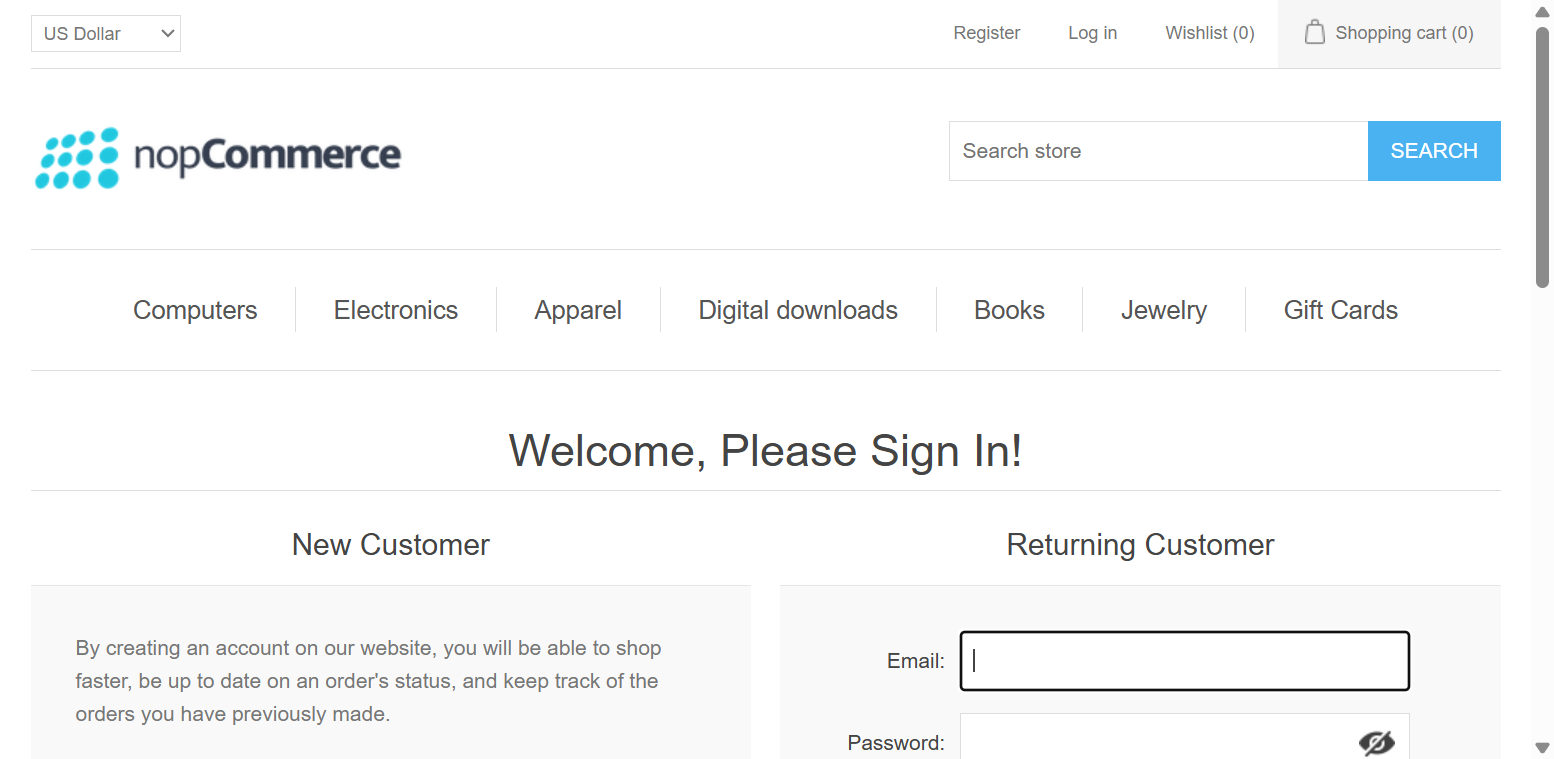 US Dollar
Register
Log in
Wishlist (0)
Shopping cart (0)
nopCommerce
Search store
SEARCH
Computers
Electronics
Apparel
Digital downloads
Books
Jewelry
Gift Cards
Welcome, Please Sign In!
New Customer
By creating an account on our website, you will be able to shop
faster, be up to date on an order's status, and keep track of the
orders you have previously made.
Returning Customer
Email:
Password: